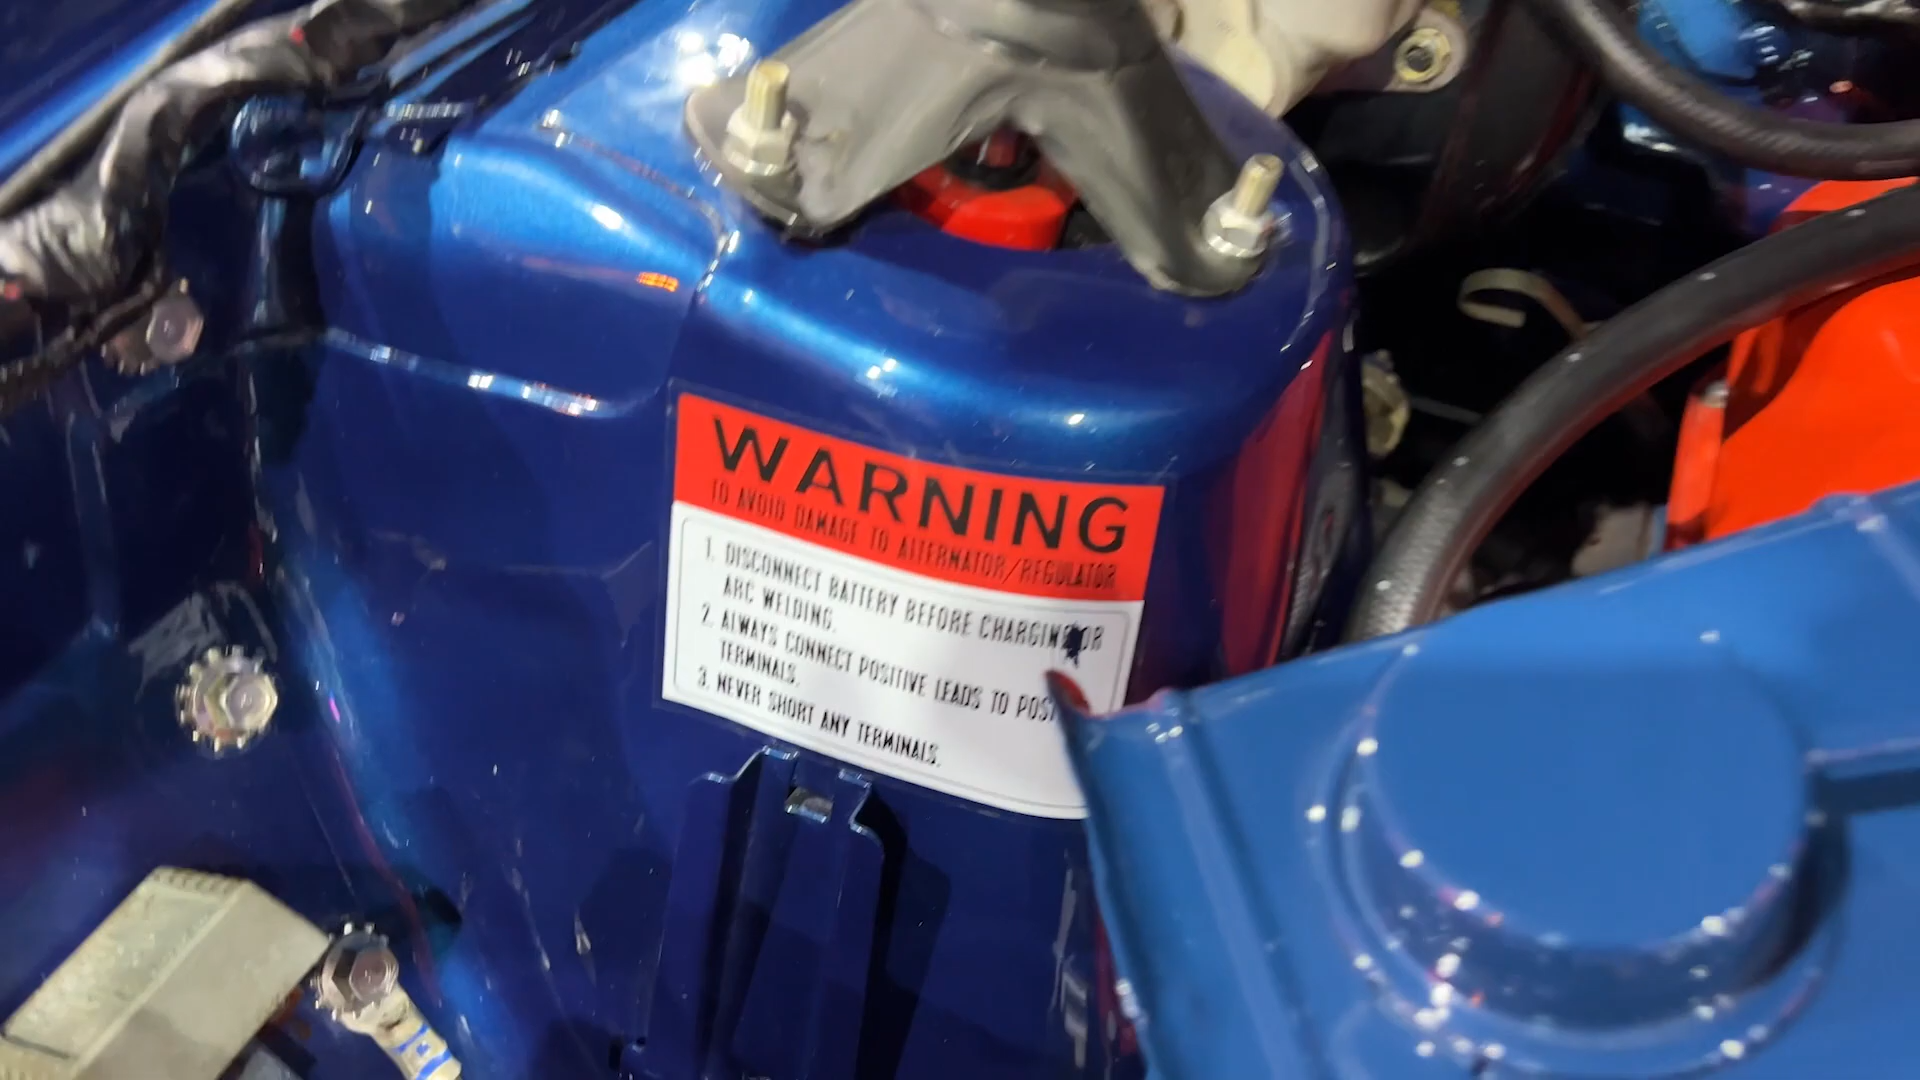 WARNING
TO AVOID DAMAGE TO ALTERNATOR/REGULATOR
1. DISCONNECT BATTERY BEFORE CHARGING OR
ARC WELDING.
2. ALWAYS CONNECT POSITIVE LEADS TO
TERMINALS.
3. NEVER SHORT ANY TERMINALS.